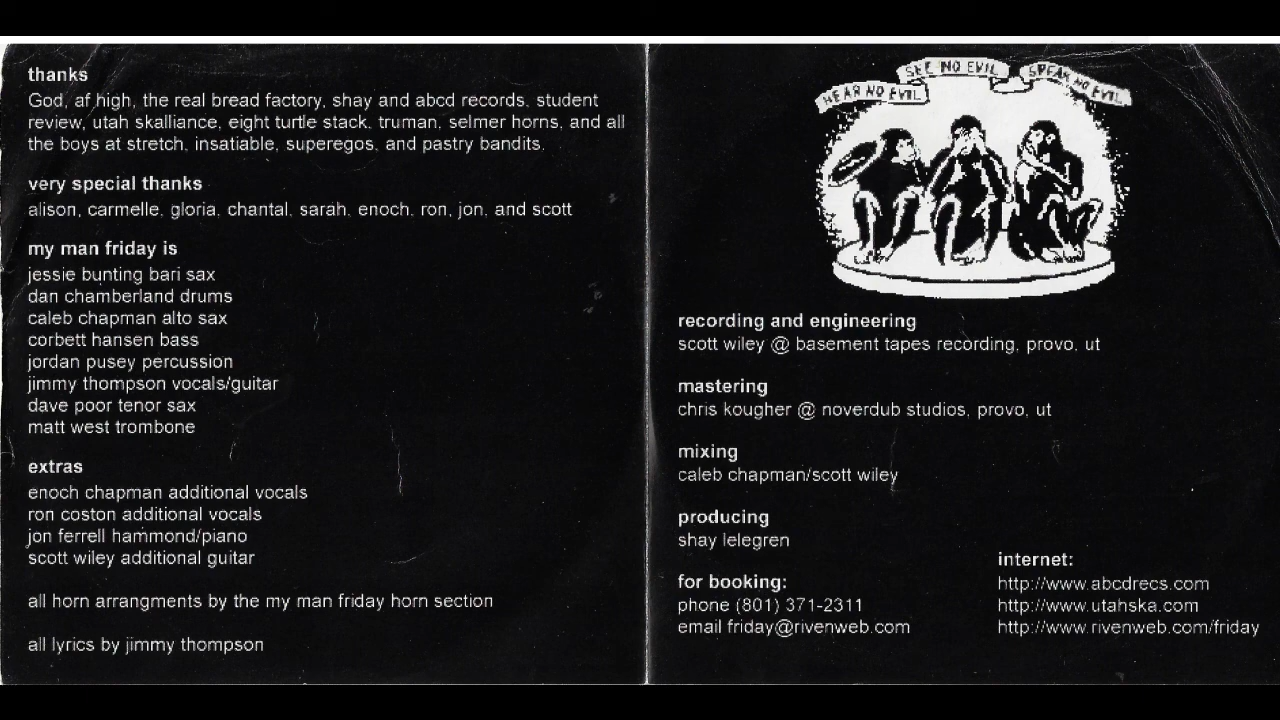 thanks
God, af high, the real bread factory, shay and abcd records, student
review, utah skalliance, eight turtle stack, truman, selmer horns, and all
the boys at stretch, insatiable, superegos, and pastry bandits.
very special thanks
alison, carmelle, gloria, chantal, sarah, enoch, ron, jon, and scott
my man friday is
jessie bunting bari sax
dan chamberland drums
caleb chapman alto sax
corbett hansen bass
jordan pusey percussion
jimmy thompson vocals/guitar
dave poor tenor sax
matt west trombone
extras
enoch chapman additional vocals
ron coston additional vocals
jon ferrell hammond/piano
scott wiley additional guitar
all horn arrangments by the my man friday horn section
all lyrics by jimmy thompson
HEAR NO EVIL
SEE NO EVIL
SPEAK NO EVIL
recording and engineering
scott wiley @ basement tapes recording, provo, ut
mastering
chris kougher @ noverdub studios, provo, ut
mixing
caleb chapman/scott wiley
producing
shay lelegren
for booking:
phone (801) 371-2311
email friday@rivenweb.com
internet:
http://www.abcdrecs.com
http://www.utahska.com
http://www.rivenweb.com/friday